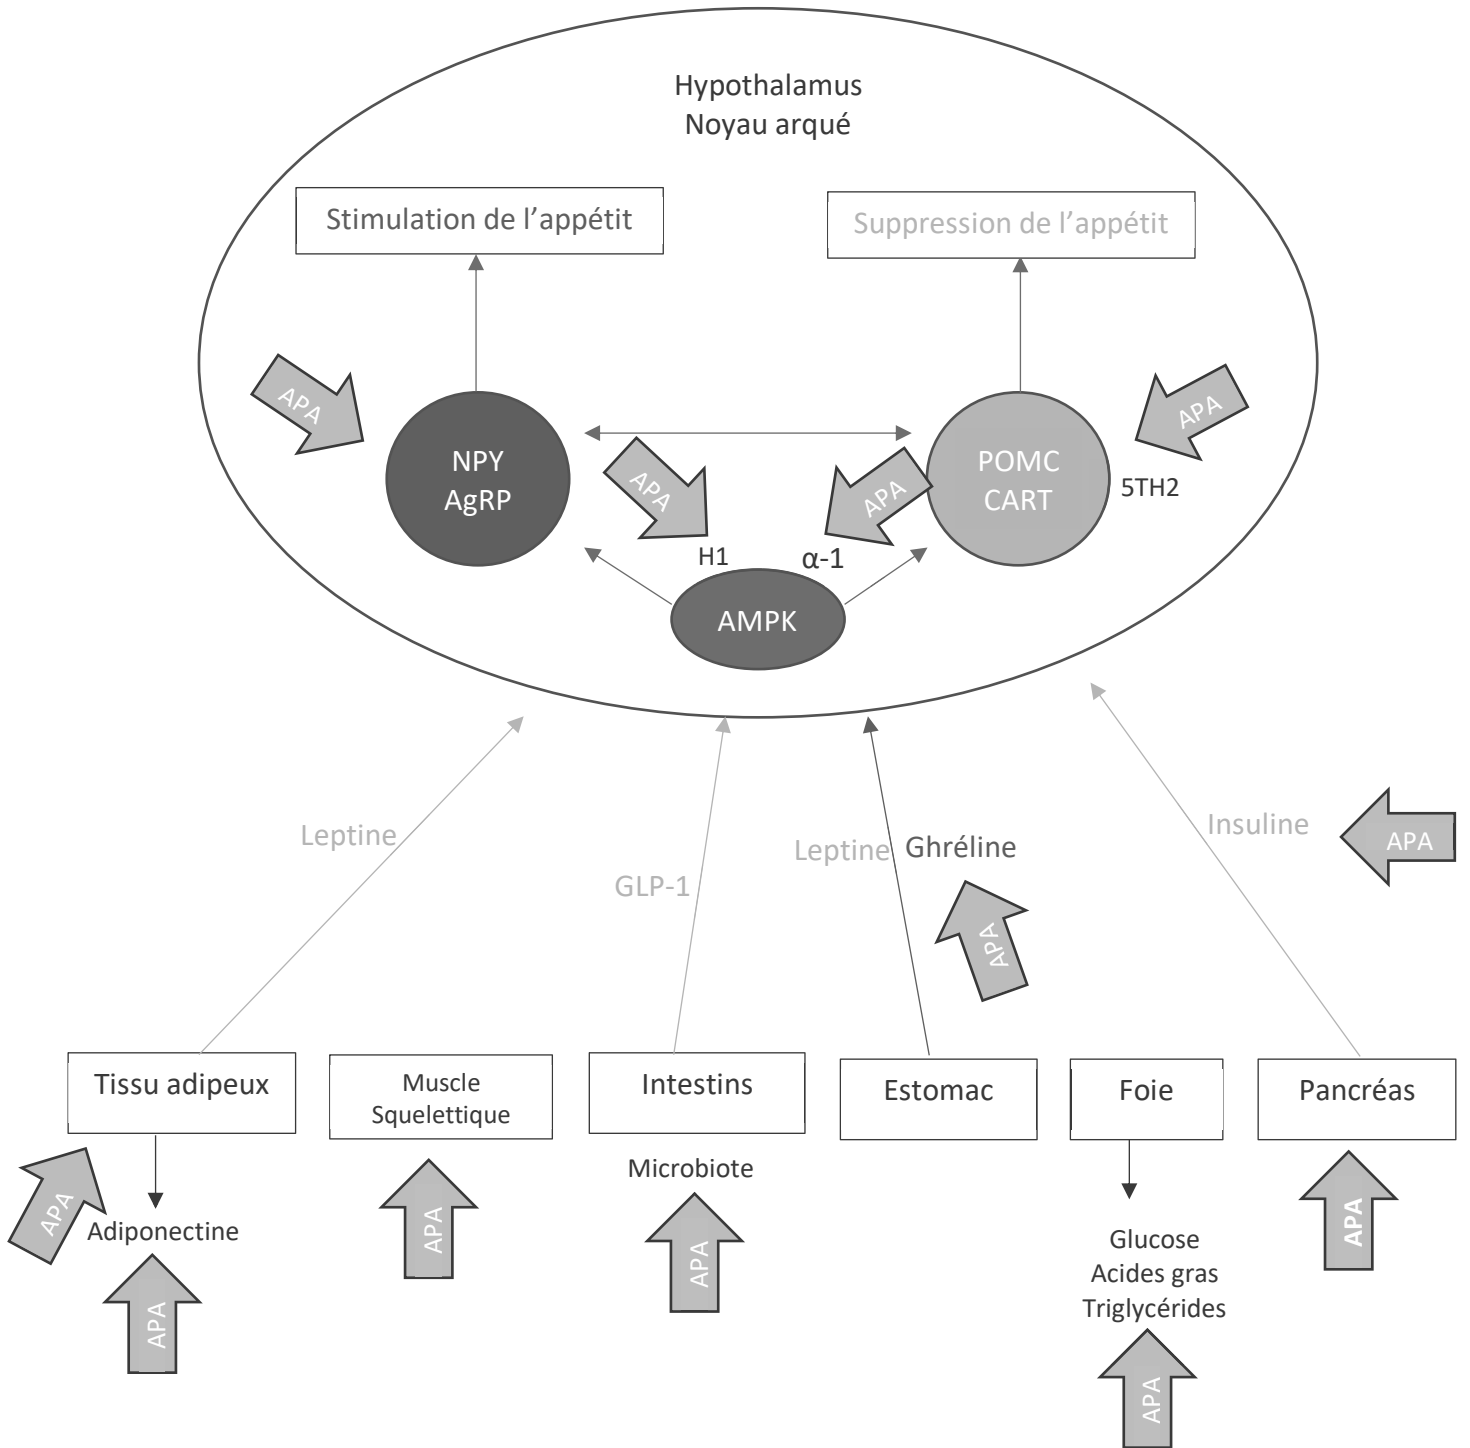 Hypothalamus
Noyau arqué
Stimulation de l’appétit
Suppression de l’appétit
APA
APA
NPY
AgRP
APA
APA
POMC
CART
5TH2
H1
α-1
AMPK
Leptine
GLP-1
Leptine
Ghréline
Insuline
APA
APA
Tissu adipeux
Muscle
Squelettique
Intestins
Estomac
Foie
Pancréas
Microbiote
APA
Adiponectine
APA
APA
APA
Glucose
Acides gras
Triglycérides
APA
APA